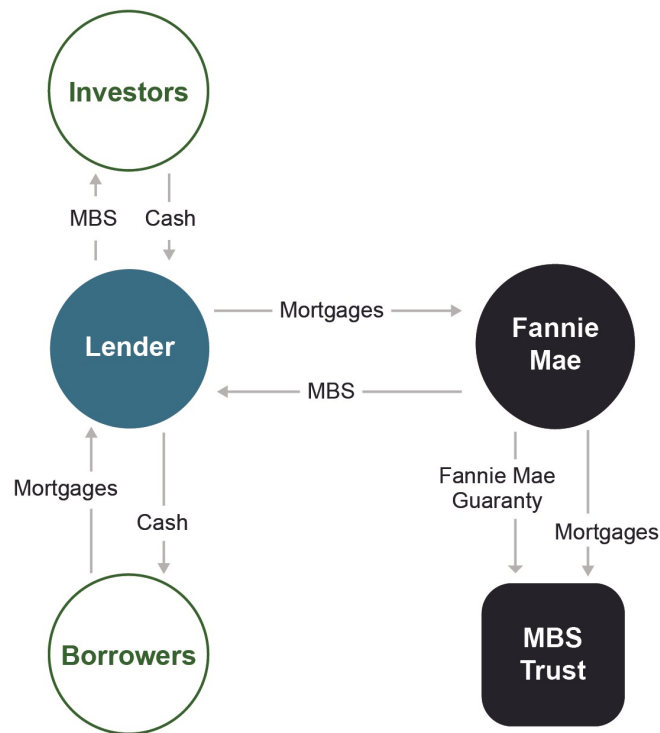 Investors
MBS
Cash
Lender
Mortgages
Fannie
Mae
MBS
Mortgages
Cash
Fannie Mae
Guaranty
Mortgages
Borrowers
MBS
Trust